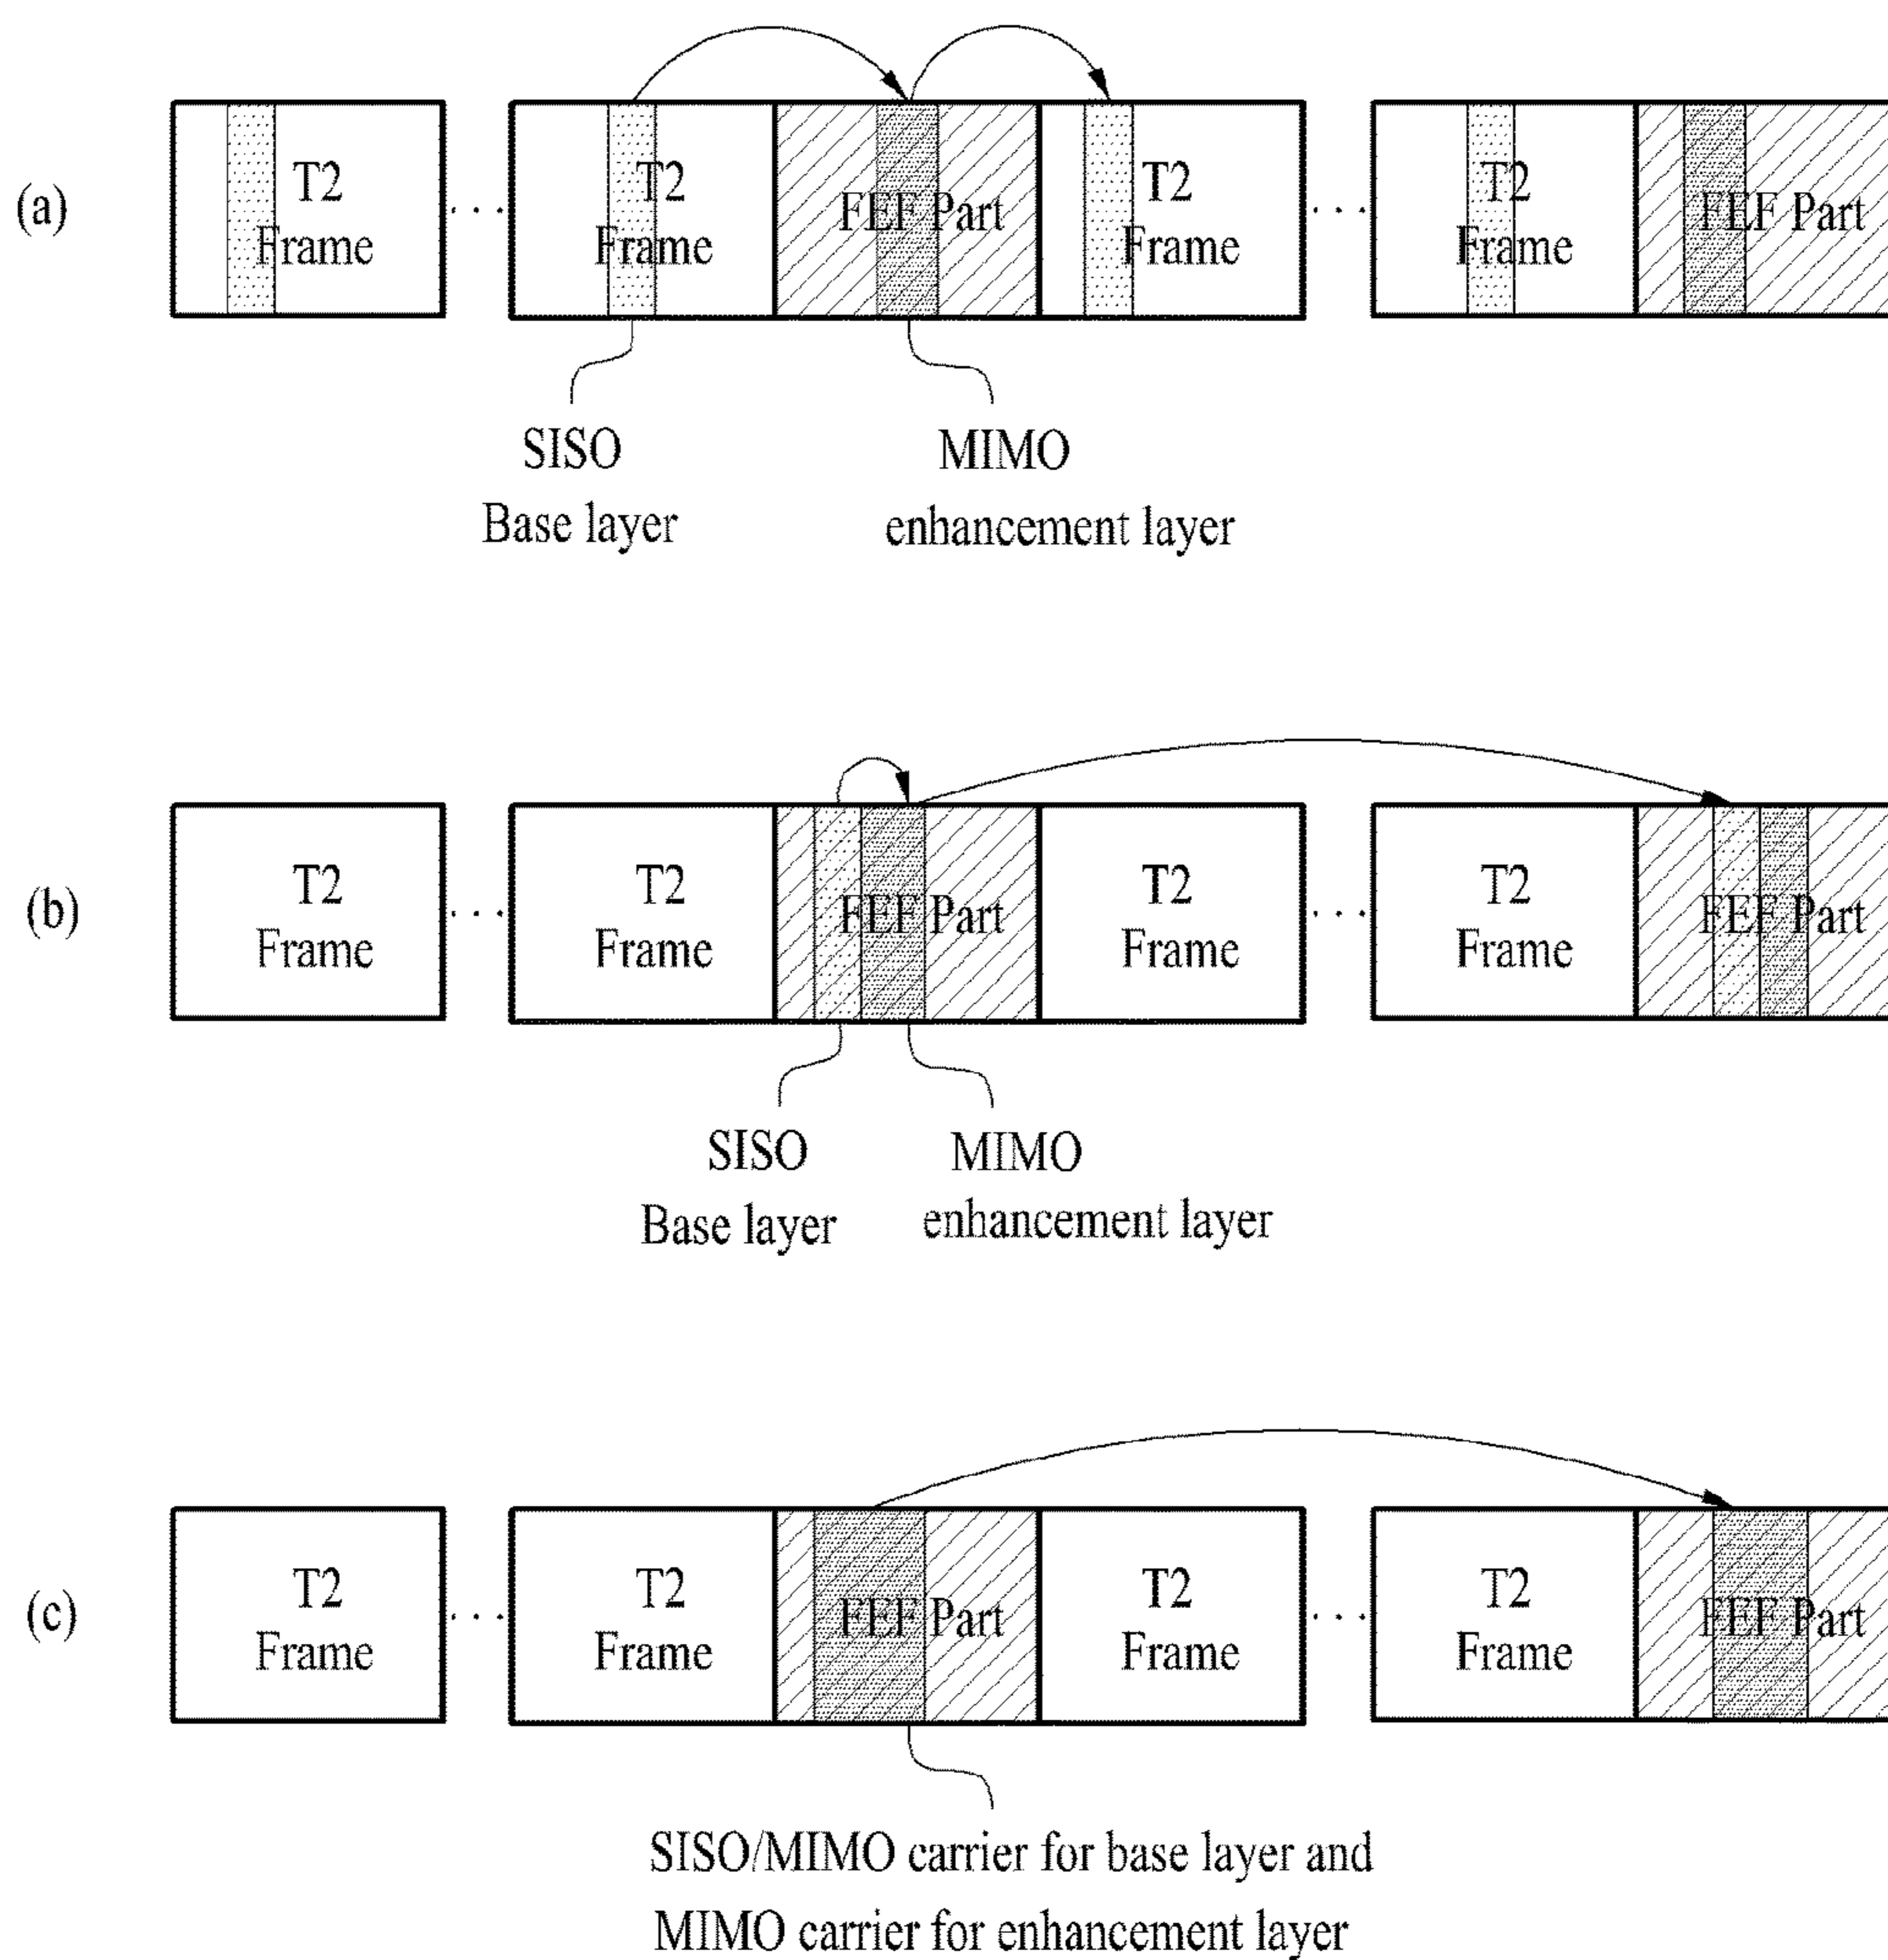 (a)
T2
Frame
. . .
T2
Frame
FEF Part
T2
Frame
. . .
T2
Frame
FEF Part
SISO
Base layer
MIMO
enhancement layer
(b)
T2
Frame
. . .
T2
Frame
FEF Part
T2
Frame
. . .
T2
Frame
FEF Part
SISO
Base layer
MIMO
enhancement layer
(c)
T2
Frame
. . .
T2
Frame
FEF Part
T2
Frame
. . .
T2
Frame
FEF Part
SISO/MIMO carrier for base layer and
MIMO carrier for enhancement layer